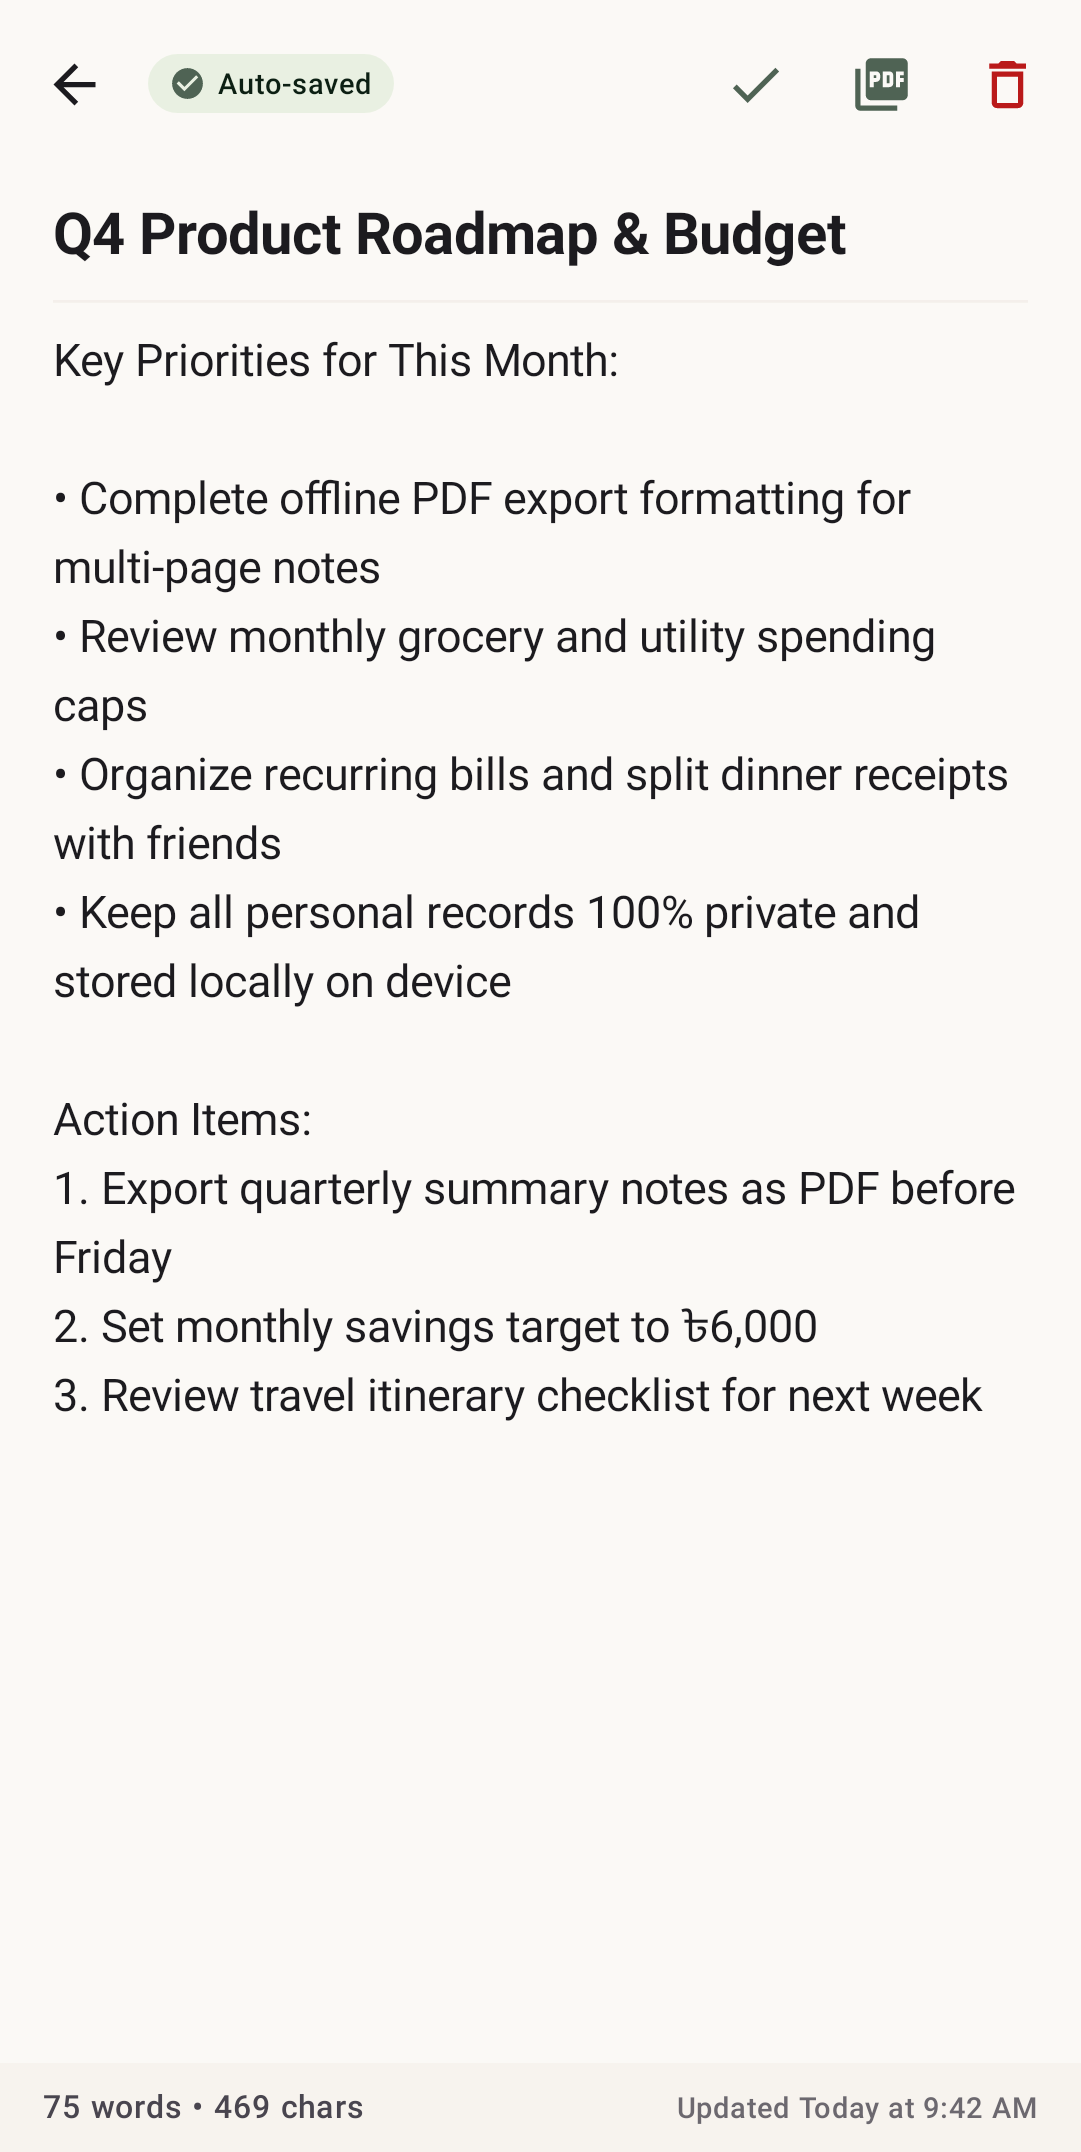 Auto-saved
PDF
Q4 Product Roadmap & Budget
Key Priorities for This Month:
• Complete offline PDF export formatting for
multi-page notes
• Review monthly grocery and utility spending
caps
• Organize recurring bills and split dinner receipts
with friends
• Keep all personal records 100% private and
stored locally on device
Action Items:
1. Export quarterly summary notes as PDF before
Friday
2. Set monthly savings target to ৳6,000
3. Review travel itinerary checklist for next week
75 words • 469 chars
Updated Today at 9:42 AM